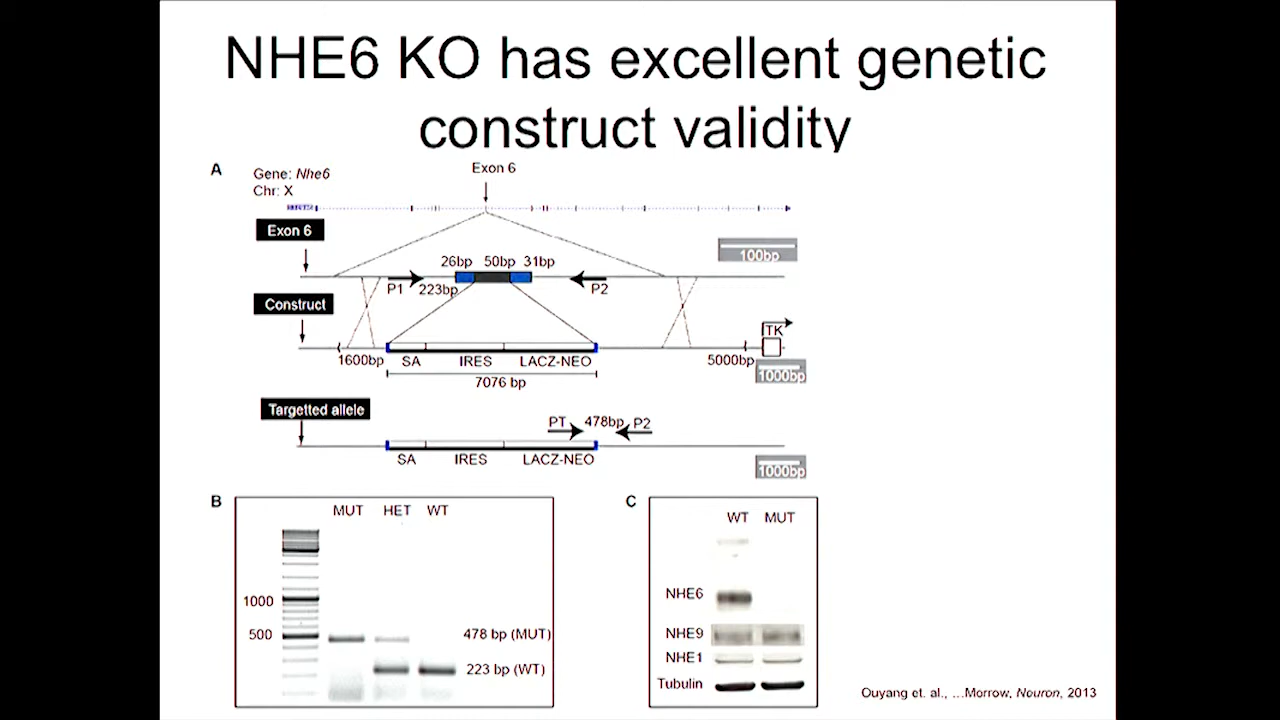 NHE6 KO has excellent genetic
construct validity
A
Gene: Nhe6
Chr: X
Exon 6
Exon 6
100bp
26bp 50bp 31bp
P1 223bp P2
Construct
TK
1600bp SA IRES LACZ-NEO 5000bp
1000bp
7076 bp
Targetted allele
PT 478bp P2
SA IRES LACZ-NEO
1000bp
B
MUT HET WT
1000
500
478 bp (MUT)
223 bp (WT)
C
WT MUT
NHE6
NHE9
NHE1
Tubulin
Ouyang et. al., ...Morrow, Neuron, 2013